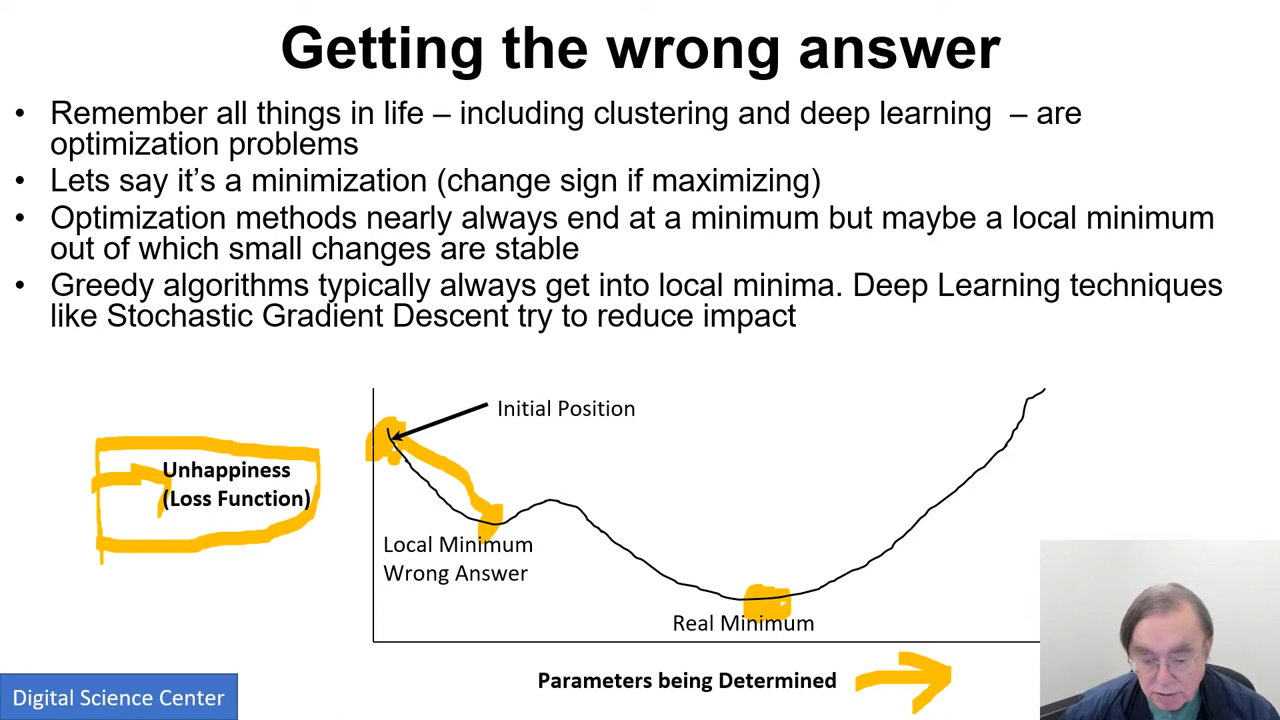 Getting the wrong answer
• Remember all things in life – including clustering and deep learning – are
optimization problems
• Lets say it’s a minimization (change sign if maximizing)
• Optimization methods nearly always end at a minimum but maybe a local minimum
out of which small changes are stable
• Greedy algorithms typically always get into local minima. Deep Learning techniques
like Stochastic Gradient Descent try to reduce impact
Initial Position
Unhappiness
(Loss Function)
Local Minimum
Wrong Answer
Real Minimum
Parameters being Determined
Digital Science Center